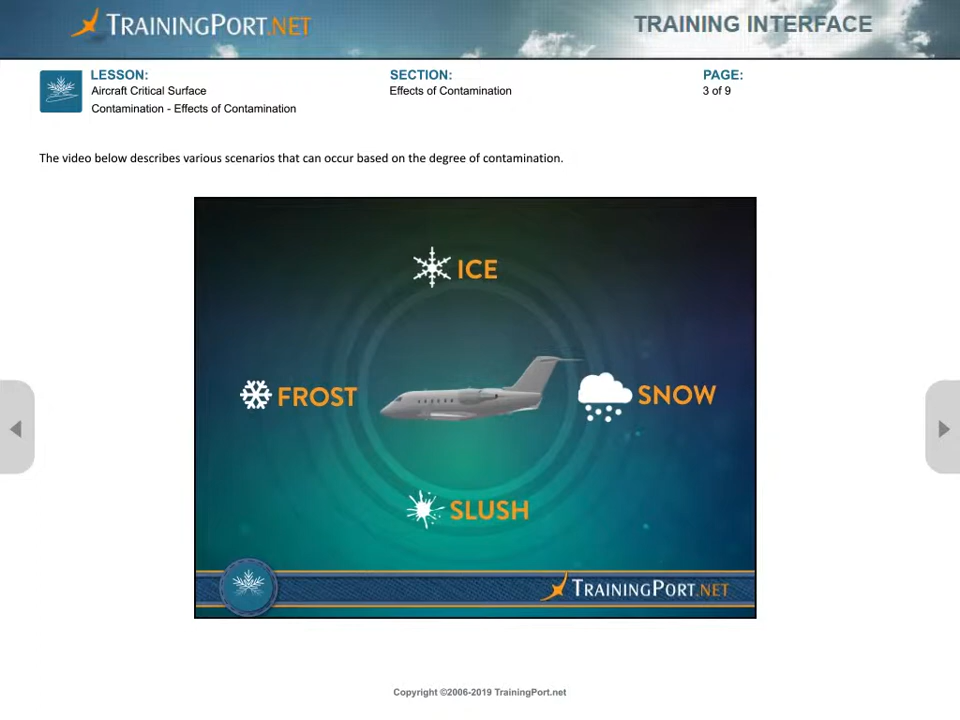 TRAININGPORT.NET
TRAINING INTERFACE
LESSON:
Aircraft Critical Surface
Contamination - Effects of Contamination
SECTION:
Effects of Contamination
PAGE:
3 of 9
The video below describes various scenarios that can occur based on the degree of contamination.
ICE
FROST
SNOW
SLUSH
TRAININGPORT.NET
Copyright ©2006-2019 TrainingPort.net